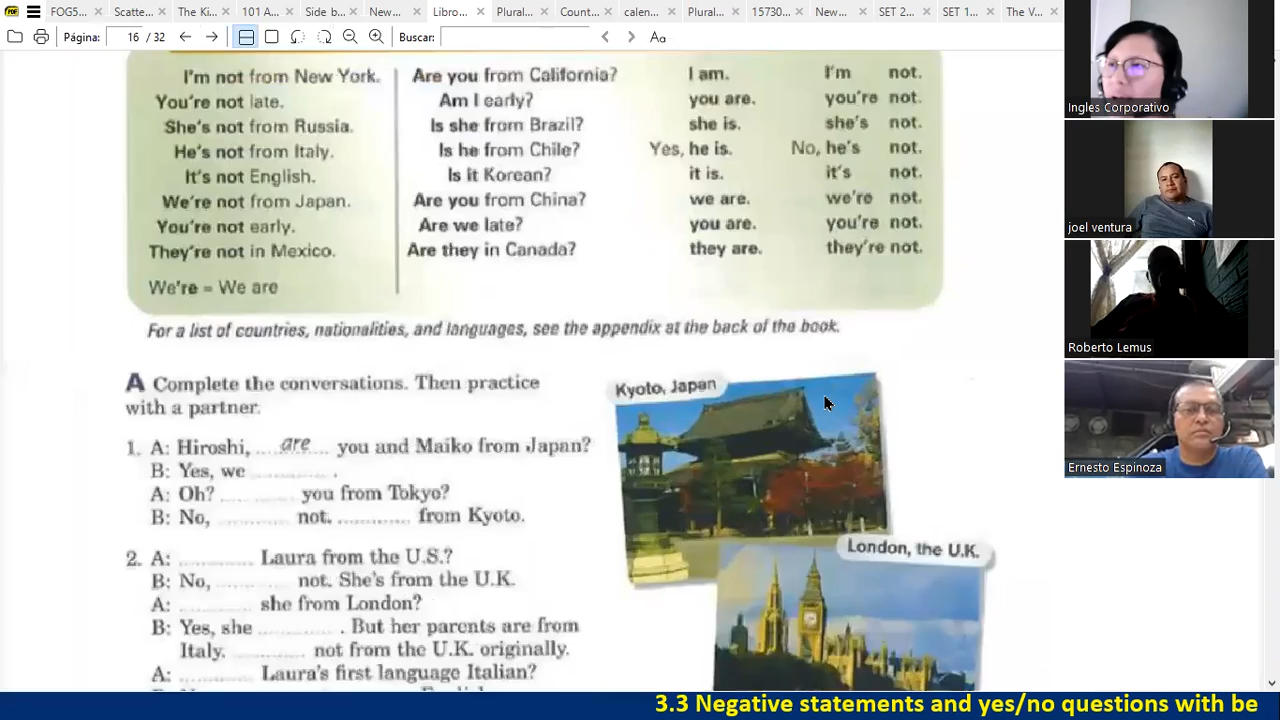 FOG5... Scatte... The Ki... 101 A... Side b... New... Libro... Plural... Count... calen... Plural... 15730... New... SET 2... SET 1... The V...
Página: 16 / 32 Buscar: Aa
I'm not from New York. Are you from California? I am. I'm not.
You're not late. Am I early? you are. you're not.
She's not from Russia. Is she from Brazil? she is. she's not.
He's not from Italy. Is he from Chile? Yes, he is. No, he's not.
It's not English. Is it Korean? it is. it's not.
We're not from Japan. Are you from China? we are. we're not.
You're not early. Are we late? you are. you're not.
They're not in Mexico. Are they in Canada? they are. they're not.
We're = We are
For a list of countries, nationalities, and languages, see the appendix at the back of the book.
A Complete the conversations. Then practice
with a partner.
1. A: Hiroshi, ....are.... you and Maiko from Japan?
B: Yes, we ............ .
A: Oh? ............ you from Tokyo?
B: No, ............ not. ............ from Kyoto.
2. A: ............ Laura from the U.S.?
B: No, ............ not. She's from the U.K.
A: ............ she from London?
B: Yes, she ............ . But her parents are from
Italy. ............ not from the U.K. originally.
A: ............ Laura's first language Italian?
Kyoto, Japan
London, the U.K.
Ingles Corporativo
joel ventura
Roberto Lemus
Ernesto Espinoza
3.3 Negative statements and yes/no questions with be